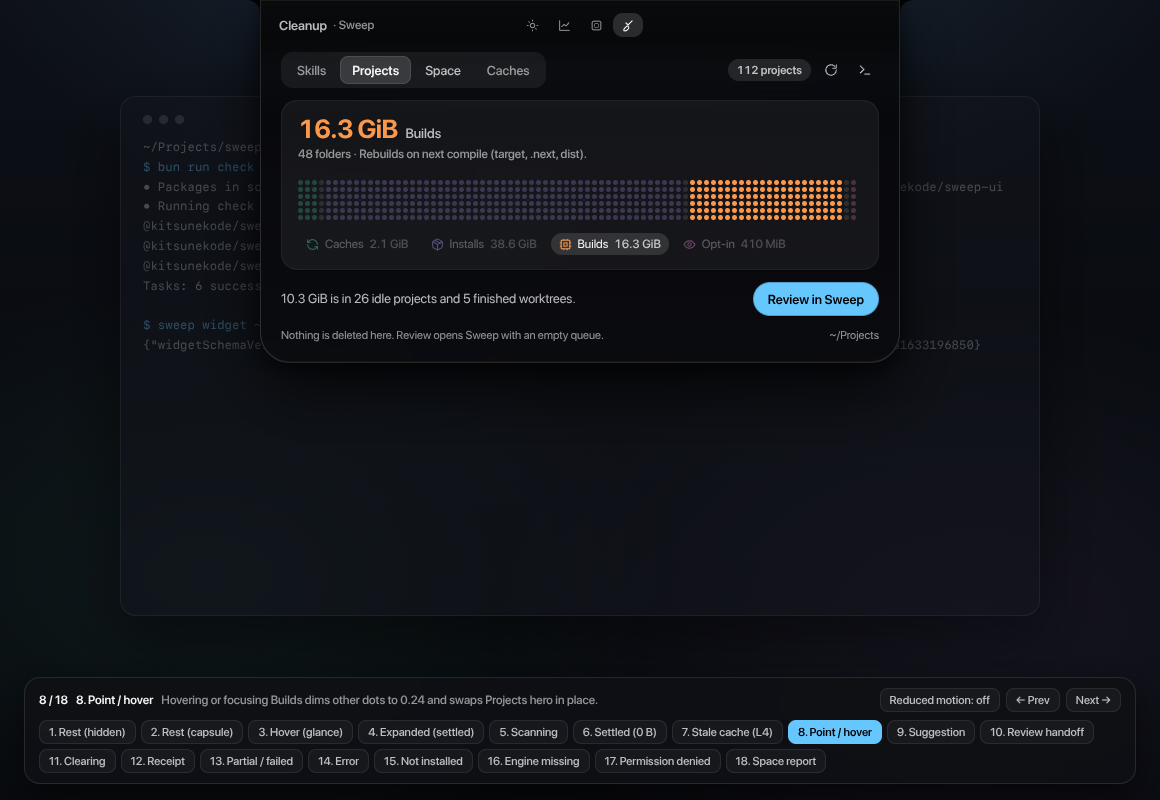 Cleanup · Sweep
Skills Projects Space Caches 112 projects
16.3 GiB Builds
48 folders · Rebuilds on next compile (target, .next, dist).
Caches 2.1 GiB Installs 38.6 GiB Builds 16.3 GiB Opt-in 410 MiB
10.3 GiB is in 26 idle projects and 5 finished worktrees.
Review in Sweep
Nothing is deleted here. Review opens Sweep with an empty queue. ~/Projects
~/Projects/sweep
$ bun run check
• Packages in sc ekode/sweep-ui
• Running check
@kitsunekode/swe
@kitsunekode/swe
@kitsunekode/swe
Tasks: 6 success
$ sweep widget ~
{"widgetSchemaVe 1633196850}
8 / 18 8. Point / hover Hovering or focusing Builds dims other dots to 0.24 and swaps Projects hero in place. Reduced motion: off ← Prev Next →
1. Rest (hidden) 2. Rest (capsule) 3. Hover (glance) 4. Expanded (settled) 5. Scanning 6. Settled (0 B) 7. Stale cache (L4) 8. Point / hover 9. Suggestion 10. Review handoff
11. Clearing 12. Receipt 13. Partial / failed 14. Error 15. Not installed 16. Engine missing 17. Permission denied 18. Space report